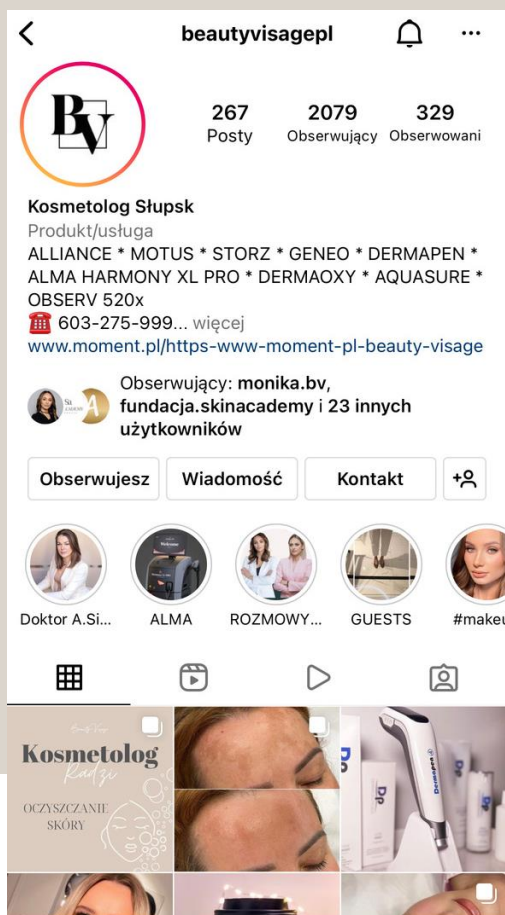 beautyvisagepl
BV
267
2079
329
Posty
Obserwujący
Obserwowani
Kosmetolog Słupsk
Produkt/usługa
ALLIANCE * MOTUS * STORZ * GENEO * DERMAPEN *
ALMA HARMONY XL PRO * DERMAOXY * AQUASURE *
OBSERV 520x
☎️ 603-275-999... więcej
www.moment.pl/https-www-moment-pl-beauty-visage
Obserwujący: monika.bv,
fundacja.skinacademy i 23 innych
użytkowników
Obserwujesz
Wiadomość
Kontakt
Doktor A.Si...
ALMA
ROZMOWY...
GUESTS
#makeu
Kosmetolog
Radzi
OCZYSZCZANIE
SKÓRY
Dermapen
Dp
Dp